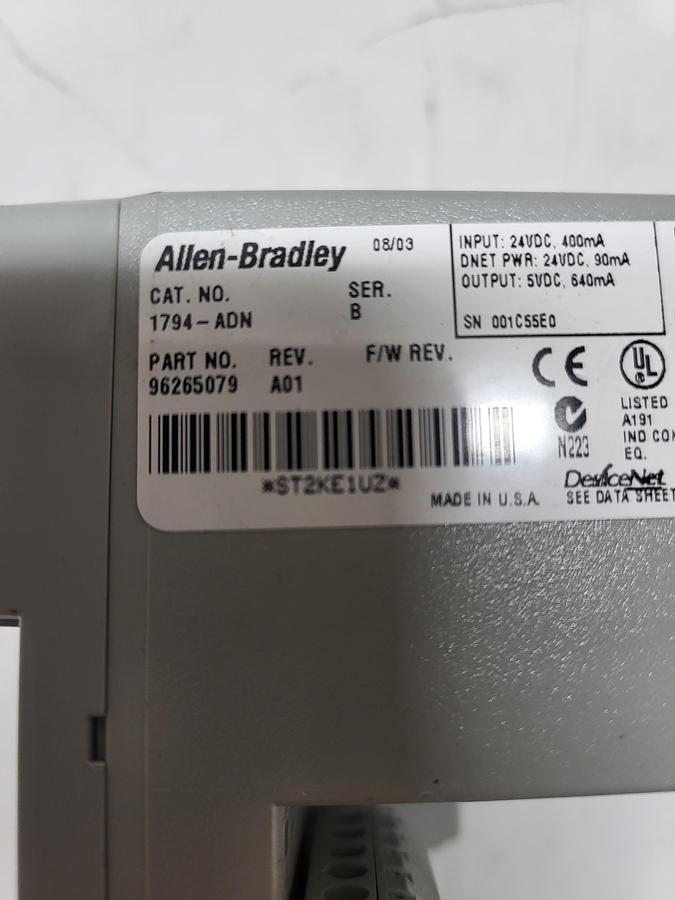 Allen-Bradley 08/03
CAT. NO. SER.
1794-ADN B
PART NO. REV. F/W REV.
96265079 A01
*ST2KE1UZ*
MADE IN U.S.A.
INPUT: 24VDC, 400mA
DNET PWR: 24VDC, 90mA
OUTPUT: 5VDC, 640mA
SN 001C55E0
CE
UL
N223
LISTED
A191
IND CON
EQ.
DeviceNet
SEE DATA SHEET